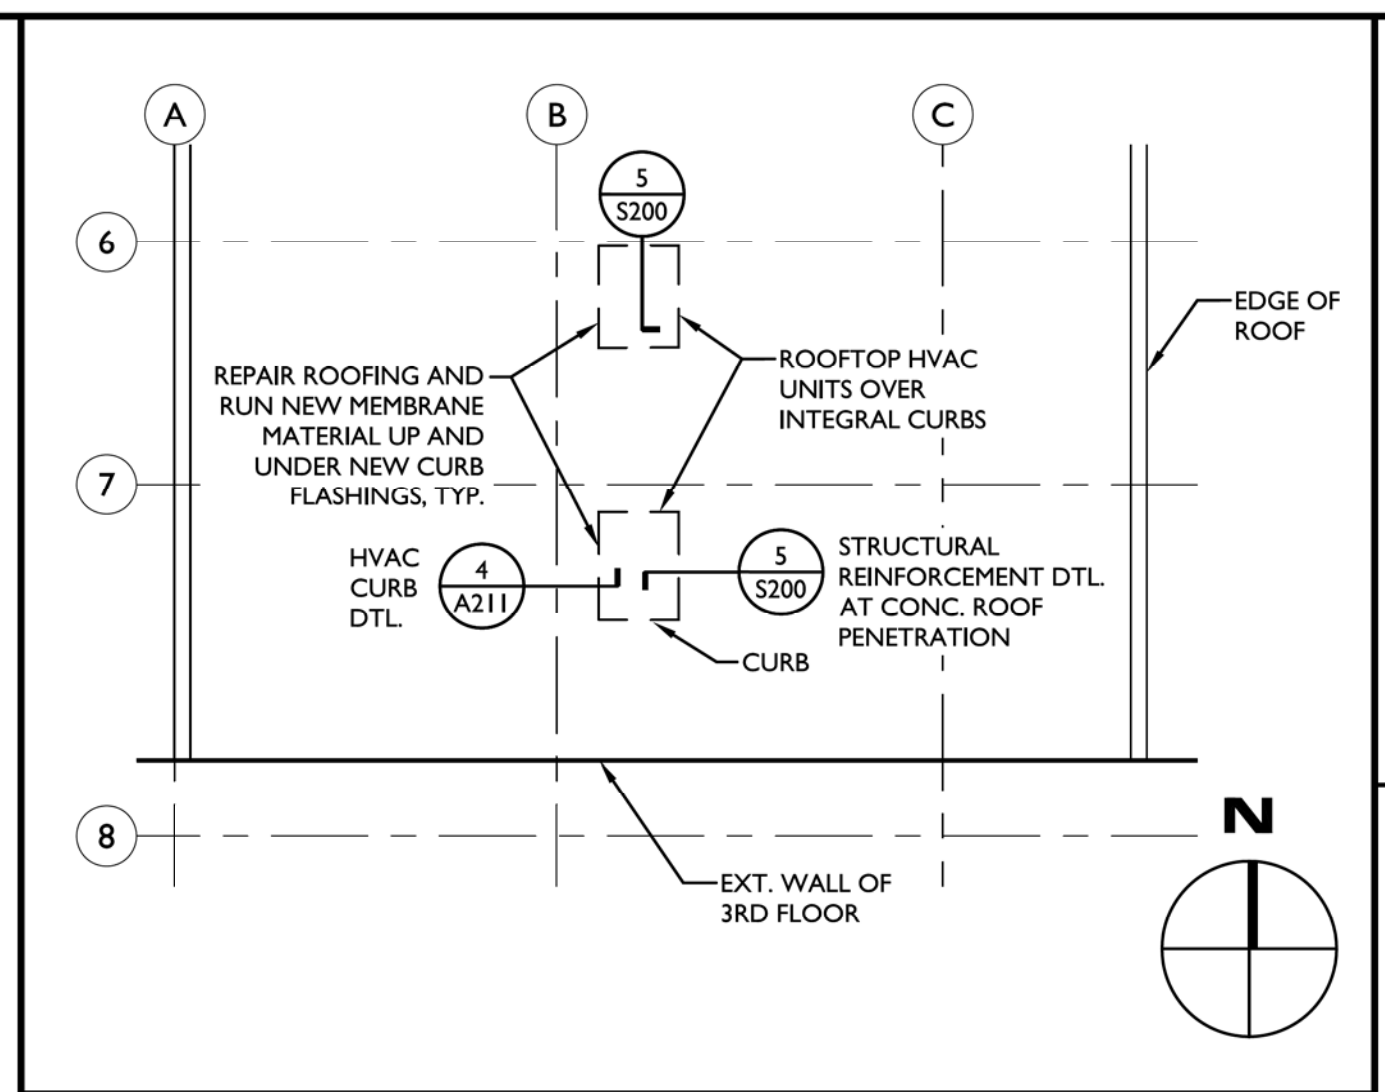 A
B
C
5
S200
6
EDGE OF
ROOF
REPAIR ROOFING AND
RUN NEW MEMBRANE
MATERIAL UP AND
UNDER NEW CURB
FLASHINGS, TYP.
ROOFTOP HVAC
UNITS OVER
INTEGRAL CURBS
7
HVAC
CURB
DTL.
4
A211
5
S200
STRUCTURAL
REINFORCEMENT DTL.
AT CONC. ROOF
PENETRATION
CURB
8
EXT. WALL OF
3RD FLOOR
N